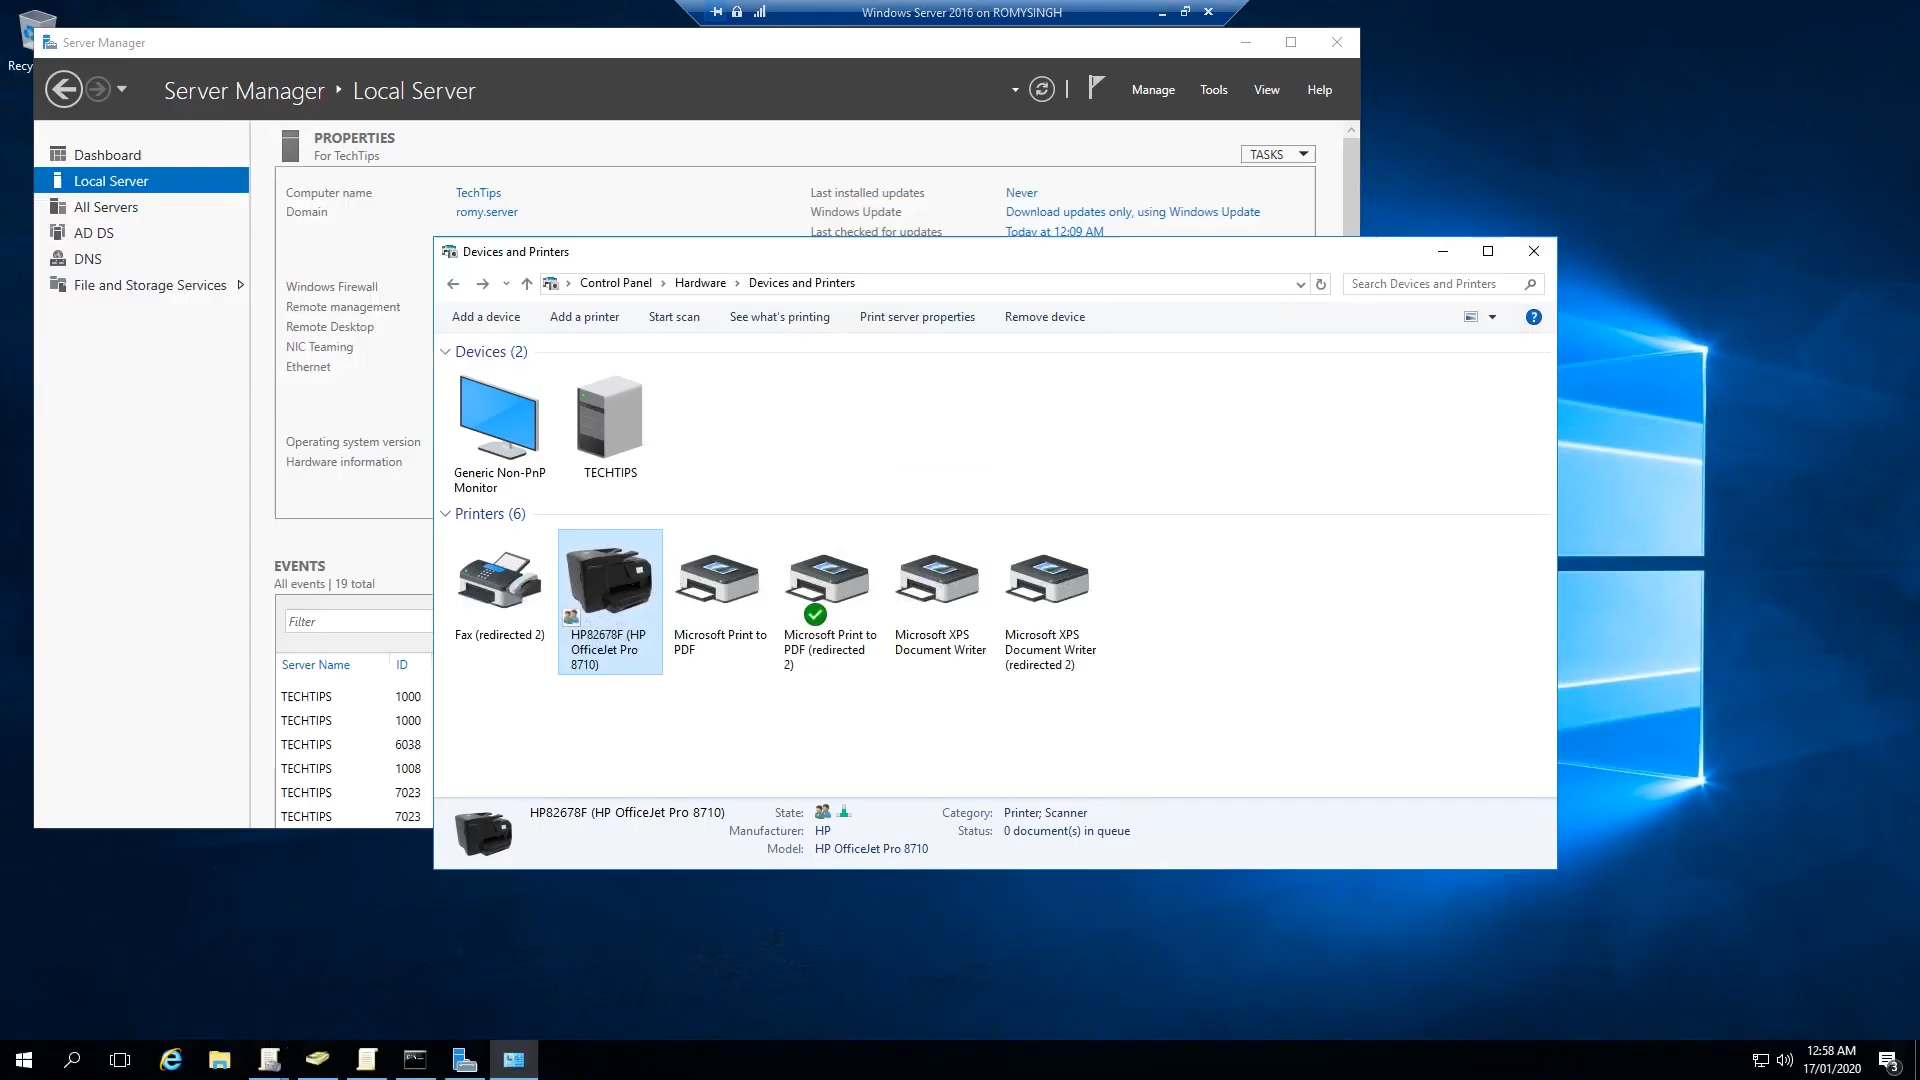 Windows Server 2016 on ROMYSINGH
Recy
Server Manager
Server Manager
Local Server
Manage
Tools
View
Help
Dashboard
Local Server
All Servers
AD DS
DNS
File and Storage Services
PROPERTIES
For TechTips
TASKS
Computer name
TechTips
Last installed updates
Never
Domain
romy.server
Windows Update
Download updates only, using Windows Update
Last checked for updates
Today at 12:09 AM
Windows Firewall
Remote management
Remote Desktop
NIC Teaming
Ethernet
Operating system version
Hardware information
EVENTS
All events | 19 total
Filter
Server Name
ID
TECHTIPS
1000
TECHTIPS
1000
TECHTIPS
6038
TECHTIPS
1008
TECHTIPS
7023
TECHTIPS
7023
Devices and Printers
Control Panel
Hardware
Devices and Printers
Search Devices and Printers
Add a device
Add a printer
Start scan
See what's printing
Print server properties
Remove device
?
Devices (2)
Generic Non-PnP
Monitor
TECHTIPS
Printers (6)
Fax (redirected 2)
HP82678F (HP
OfficeJet Pro
8710)
Microsoft Print to
PDF
Microsoft Print to
PDF (redirected
2)
Microsoft XPS
Document Writer
Microsoft XPS
Document Writer
(redirected 2)
HP82678F (HP OfficeJet Pro 8710)
State:
Category:
Printer; Scanner
Manufacturer:
HP
Status:
0 document(s) in queue
Model:
HP OfficeJet Pro 8710
12:58 AM
17/01/2020
3